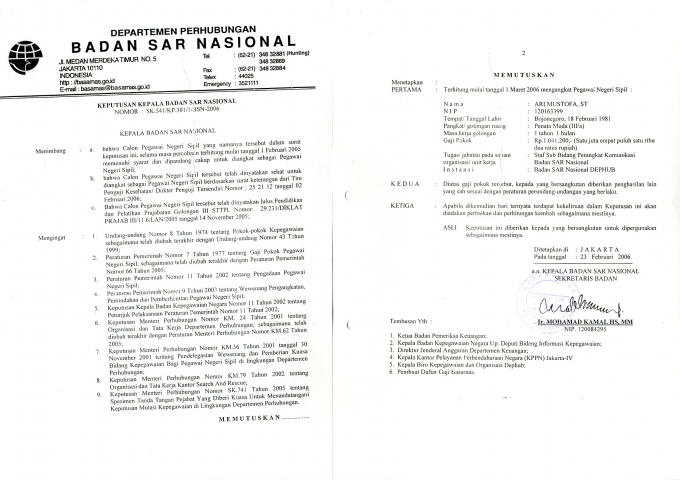 DEPARTEMEN PERHUBUNGAN
BADAN SAR NASIONAL
JL. MEDAN MERDEKA TIMUR NO. 5
JAKARTA 10110
INDONESIA
http : //basarnas.go.id
E-mail : basarnas@basarnas.go.id
Tel : (62-21) 348 32881 (Hunting)
348 32869
Fax : (62-21) 348 32884
Telex : 44025
Emergency : 3521111
KEPUTUSAN KEPALA BADAN SAR NASIONAL
NOMOR : SK.541/KP.301/I/BSN-2006
KEPALA BADAN SAR NASIONAL
Menimbang : a. bahwa Calon Pegawai Negeri Sipil yang namanya tersebut dalam surat
keputusan ini, selama masa percobaan terhitung mulai tanggal 1 Februari 2005
memenuhi syarat dan dipandang cakap untuk diangkat sebagai Pegawai
Negeri Sipil;
b. bahwa Calon Pegawai Negeri Sipil tersebut telah dinyatakan sehat untuk
diangkat sebagai Pegawai Negeri Sipil berdasarkan surat keterangan dari Tim
Penguji Kesehatan/ Dokter Penguji Tersendiri Nomor : 25 21 12 tanggal 02
Februari 2006;
c. Bahwa Calon Pegawai Negeri Sipil tersebut telah dinyatakan lulus Pendidikan
dan Pelatihan Prajabatan Golongan III STTPL Nomor: 29.231/DIKLAT
PRAJAB III/11.6/LAN/2005 tanggal 14 November 2005;
Mengingat : 1. Undang-undang Nomor 8 Tahun 1974 tentang Pokok-pokok Kepegawaian
sebagaimana telah diubah terakhir dengan Undang-undang Nomor 43 Tahun
1999;
2. Peraturan Pemerintah Nomor 7 Tahun 1977 tentang Gaji Pokok Pegawai
Negeri Sipil, sebagaimana telah diubah terakhir dengan Peraturan Pemerintah
Nomor 66 Tahun 2005;
3. Peraturan Pemerintah Nomor 11 Tahun 2002 tentang Pengadaan Pegawai
Negeri Sipil;
4. Peraturan Pemerintah Nomor 9 Tahun 2003 tentang Wewenang Pengangkatan,
Pemindahan dan Pemberhentian Pegawai Negeri Sipil;
5. Keputusan Kepala Badan Kepegawaian Negara Nomor 11 Tahun 2002 tentang
Petunjuk Pelaksanaan Peraturan Pemerintah Nomor 11 Tahun 2002;
6. Keputusan Menteri Perhubungan Nomor KM. 24 Tahun 2001 tentang
Organisasi dan Tata Kerja Departemen Perhubungan, sebagaimana telah
diubah terakhir dengan Peraturan Menteri Perhubungan Nomor KM.62 Tahun
2005;
7. Keputusan Menteri Perhubungan Nomor KM.36 Tahun 2001 tanggal 30
November 2001 tentang Pendelegasian Wewenang dan Pemberian Kuasa
Bidang Kepegawaian Bagi Pegawai Negeri Sipil di lingkungan Departemen
Perhubungan;
8. Keputusan Menteri Perhubungan Nomor KM.79 Tahun 2002 tentang
Organisasi dan Tata Kerja Kantor Search And Rescue;
9. Keputusan Menteri Perhubungan Nomor SK.741 Tahun 2005 tentang
Spesimen Tanda Tangan Pejabat Yang Diberi Kuasa Untuk Menandatangani
Keputusan Mutasi Kepegawaian di Lingkungan Departemen Perhubungan.
MEMUTUSKAN...............
2
MEMUTUSKAN
Menetapkan :
PERTAMA : Terhitung mulai tanggal 1 Maret 2006 mengangkat Pegawai Negeri Sipil :
Nama : ARI MUSTOFA, ST
NIP : 120163399
Tempat/ Tanggal Lahir : Bojonegoro, 18 February 1981
Pangkat/ golongan ruang : Penata Muda (III/a)
Masa kerja golongan : 1 tahun 1 bulan
Gaji Pokok : Rp.1.041.200,- (Satu juta empat puluh satu ribu
dua ratus rupiah)
Tugas/ jabatan pada satuan : Staf Sub Bidang Perangkat Komunikasi
organisasi/ unit kerja : Badan SAR Nasional
Instansi : Badan SAR Nasional DEPHUB
KEDUA : Diatas gaji pokok tersebut, kepada yang bersangkutan diberikan penghasilan lain
yang sah sesuai dengan peraturan perundang-undangan yang berlaku.
KETIGA : Apabila dikemudian hari ternyata terdapat kekeliruan dalam Keputusan ini akan
diadakan perbaikan dan perhitungan kembali sebagaimana mestinya.
ASLI Keputusan ini diberikan kepada yang bersangkutan untuk dipergunakan
sebagaimana mestinya.
Ditetapkan di : JAKARTA
Pada tanggal : 23 Februari 2006
a.n. KEPALA BADAN SAR NASIONAL
SEKRETARIS BADAN
Ir. MOHAMAD KAMAL HS, MM
NIP. 120084295
Tembusan Yth :
1. Ketua Badan Pemeriksa Keuangan;
2. Kepala Badan Kepegawaian Negara Up. Deputi Bidang Informasi Kepegawaian;
3. Direktur Jenderal Anggaran Departemen Keuangan;
4. Kepala Kantor Pelayanan Perbendaharaan Negara (KPPN) Jakarta-IV
5. Kepala Biro Kepegawaian dan Organisasi Dephub;
6. Pembuat Daftar Gaji Basarnas.